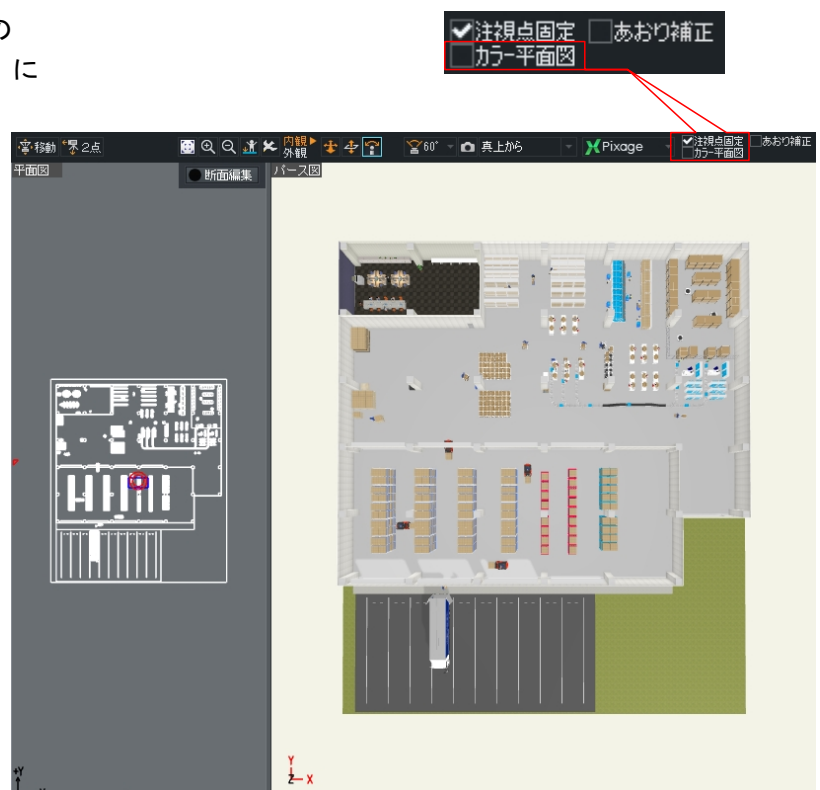 の
に
注視点固定 あおり補正
カラー平面図
移動 2点 内観 外観 60° 真上から Pixage 注視点固定 あおり補正
カラー平面図
平面図 断面編集 パース図
+Y
Y
Z X